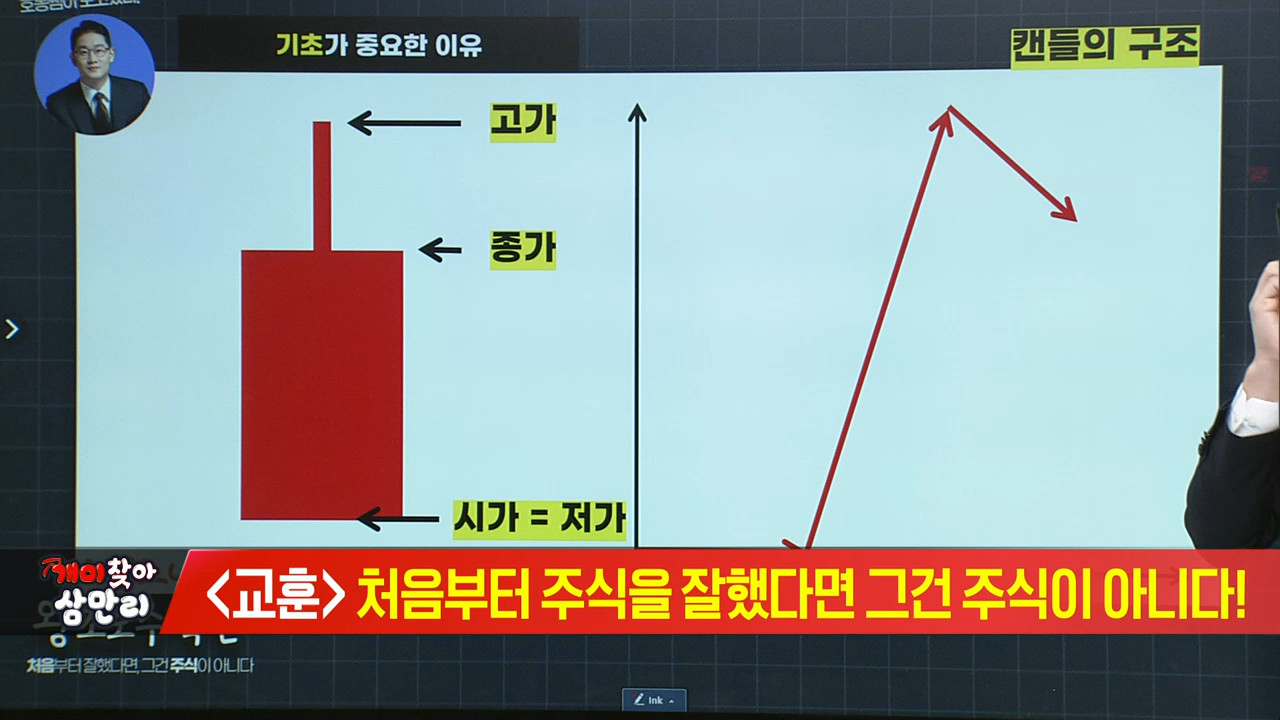 기초가 중요한 이유
캔들의 구조
고가
종가
시가 = 저가
개미찾아
삼만리
<교훈> 처음부터 주식을 잘했다면 그건 주식이 아니다!
처음부터 잘했다면, 그건 주식이 아니다
Ink